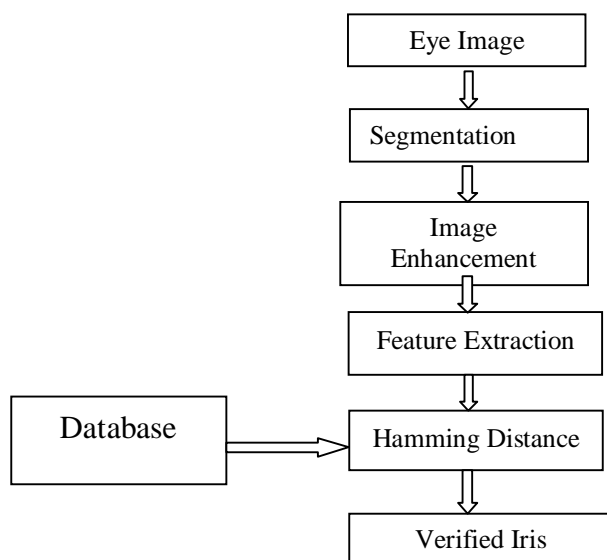 Eye Image
Segmentation
Image
Enhancement
Feature Extraction
Database
Hamming Distance
Verified Iris